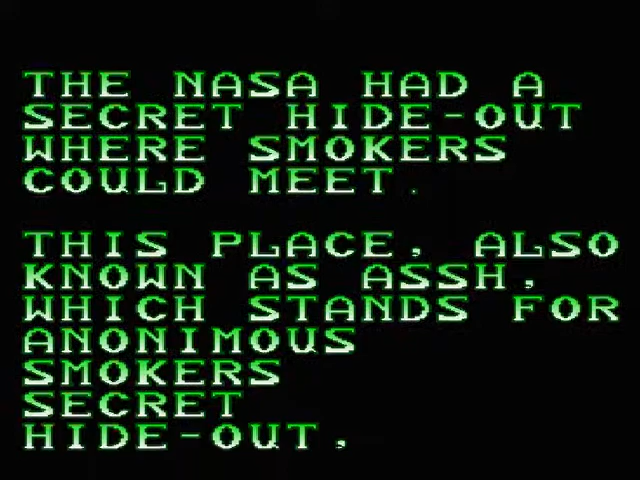 THE NASA HAD A
SECRET HIDE-OUT
WHERE SMOKERS
COULD MEET.
THIS PLACE, ALSO
KNOWN AS ASSH,
WHICH STANDS FOR
ANONIMOUS
SMOKERS
SECRET
HIDE-OUT,